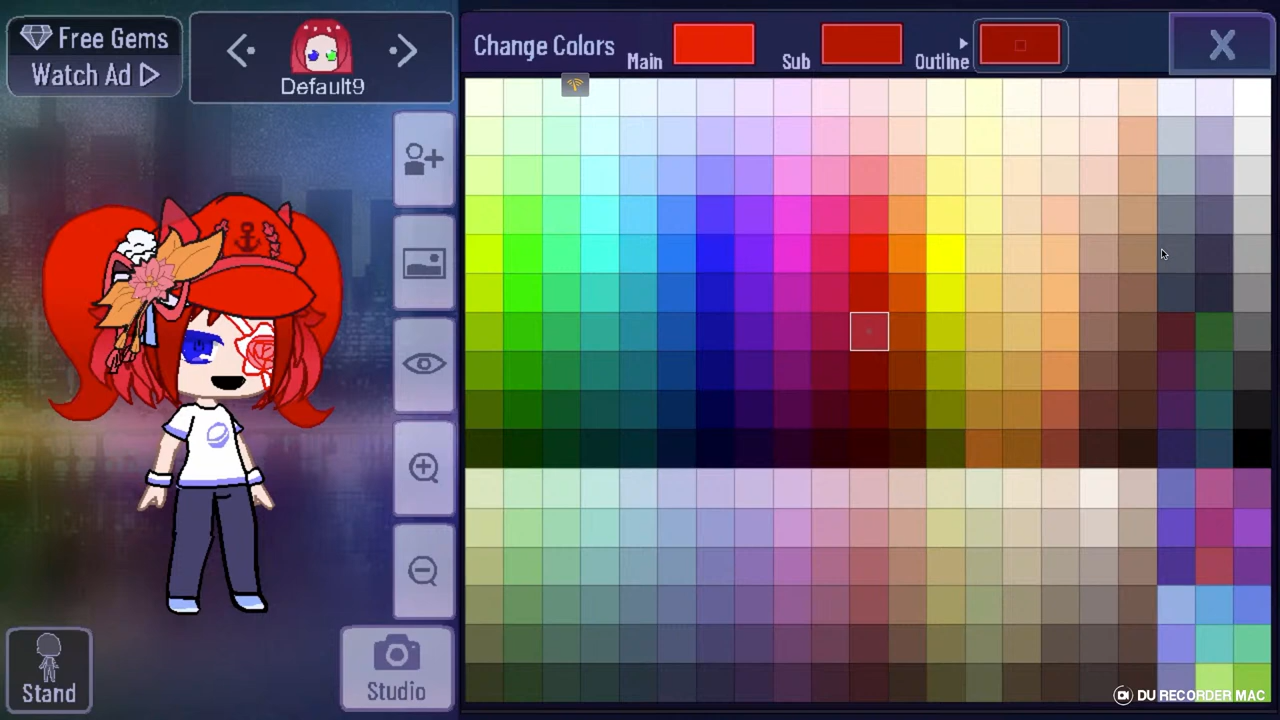 Free Gems
Watch Ad
Default9
Change Colors
Main
Sub
Outline
X
Stand
Studio
DU RECORDER MAC